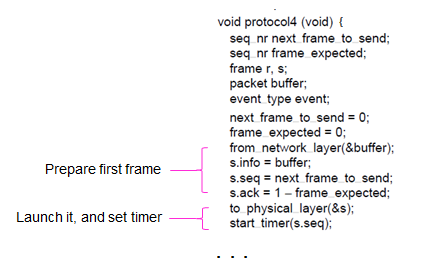 void protocol4 (void) {
seq_nr next_frame_to_send;
seq_nr frame_expected;
frame r, s;
packet buffer;
event_type event;
next_frame_to_send = 0;
frame_expected = 0;
from_network_layer(&buffer);
Prepare first frame
s.info = buffer;
s.seq = next_frame_to_send;
s.ack = 1 – frame_expected;
Launch it, and set timer
to_physical_layer(&s);
start_timer(s.seq);
. . .